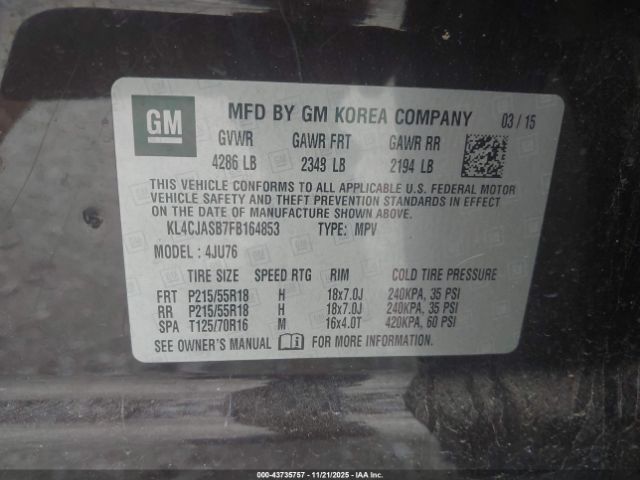 GM
MFD BY GM KOREA COMPANY 03 / 15
GVWR GAWR FRT GAWR RR
4286 LB 2349 LB 2194 LB
THIS VEHICLE CONFORMS TO ALL APPLICABLE U.S. FEDERAL MOTOR
VEHICLE SAFETY AND THEFT PREVENTION STANDARDS IN EFFECT ON
THE DATE OF MANUFACTURE SHOWN ABOVE.
KL4CJASB7FB164853 TYPE: MPV
MODEL : 4JU76
TIRE SIZE SPEED RTG RIM COLD TIRE PRESSURE
FRT P215/55R18 H 18x7.0J 240KPA, 35 PSI
RR P215/55R18 H 18x7.0J 240KPA, 35 PSI
SPA T125/70R16 M 16x4.0T 420KPA, 60 PSI
SEE OWNER'S MANUAL FOR MORE INFORMATION.
000-43735757 - 11/21/2025 - IAA Inc.